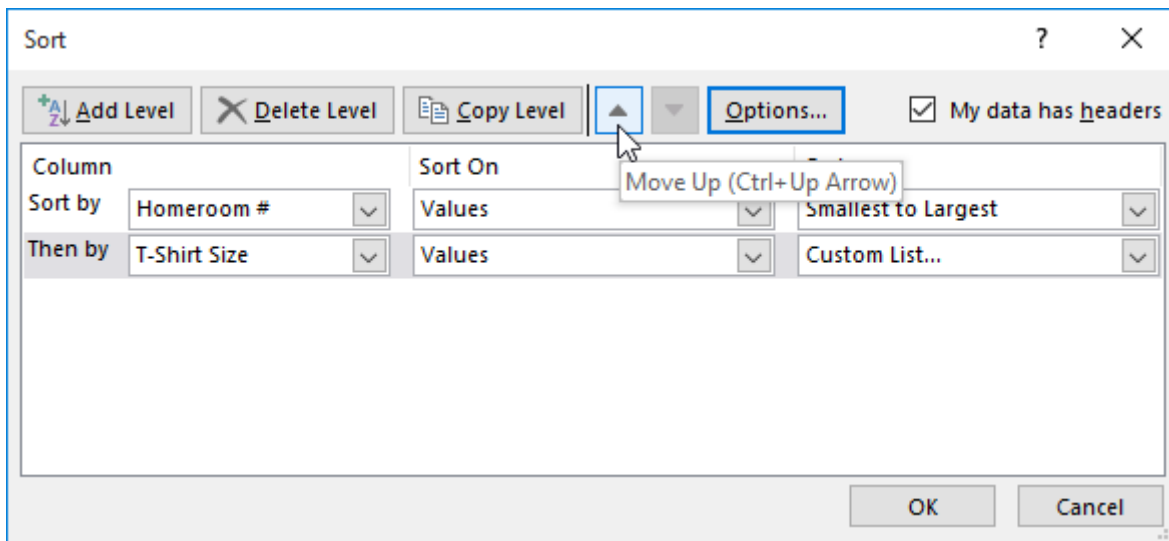 Sort ?
Add Level Delete Level Copy Level Options... My data has headers
Column Sort On
Move Up (Ctrl+Up Arrow)
Sort by Homeroom # Values Smallest to Largest
Then by T-Shirt Size Values Custom List...
OK Cancel